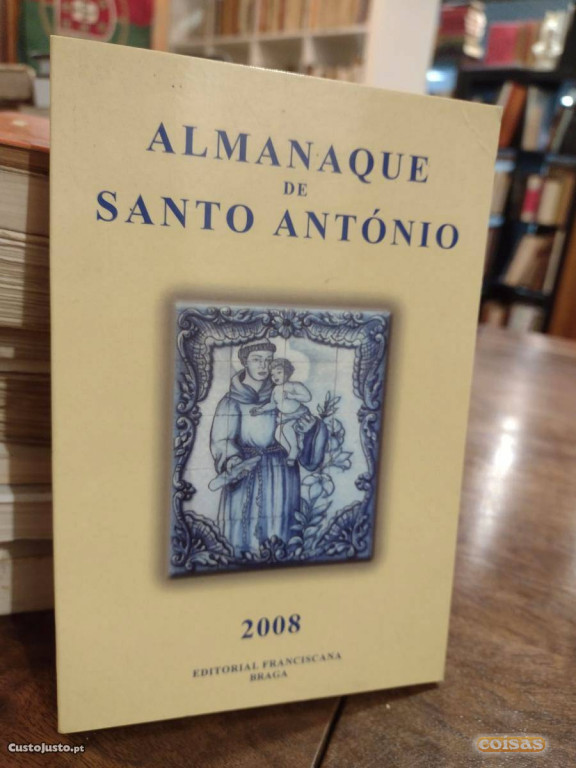 ALMANAQUE
DE
SANTO ANTÓNIO
2008
EDITORIAL FRANCISCANA
BRAGA
CustoJusto.pt
coisas